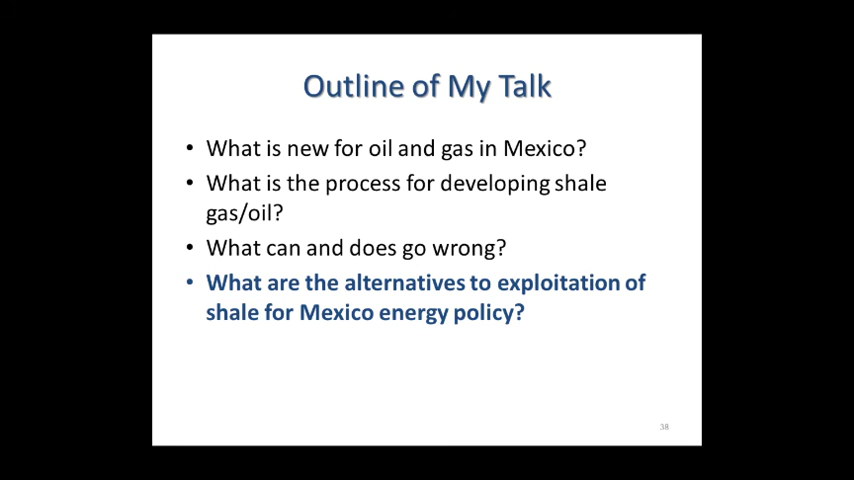 Outline of My Talk
• What is new for oil and gas in Mexico?
• What is the process for developing shale
gas/oil?
• What can and does go wrong?
• What are the alternatives to exploitation of
shale for Mexico energy policy?
38